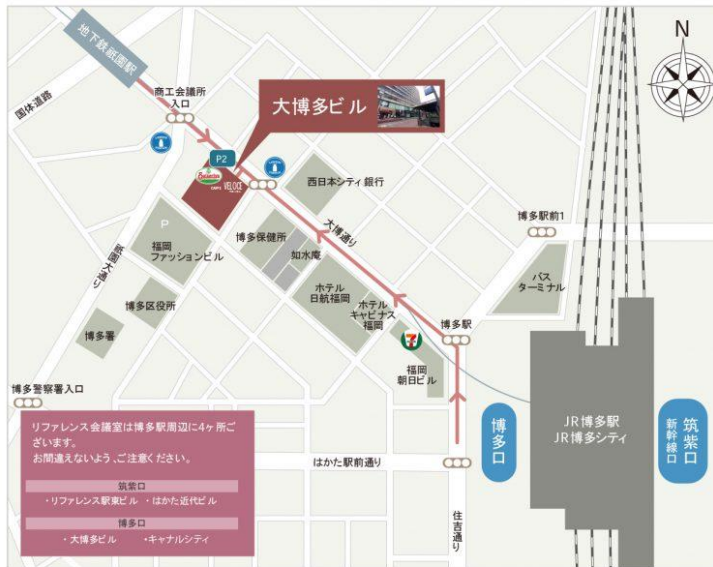 地下鉄祇園駅
N
国体道路
商工会議所
入口
大博多ビル
P2
VELOCE
西日本シティ銀行
博多駅前1
P
福岡
ファッションビル
博多保健所
如水庵
大博通り
祇園大通り
バス
ターミナル
博多区役所
ホテル
日航福岡
ホテル
キャビナス
福岡
博多署
博多駅
7
福岡
朝日ビル
博多警察署入口
リファレンス会議室は博多駅周辺に4ヶ所ご
ざいます。
お間違えないよう、ご注意ください。
筑紫口
・リファレンス駅東ビル ・はかた近代ビル
博多口
・大博多ビル ・キャナルシティ
はかた駅前通り
住吉通り
博多口
JR博多駅
JR博多シティ
筑紫口
新幹線口